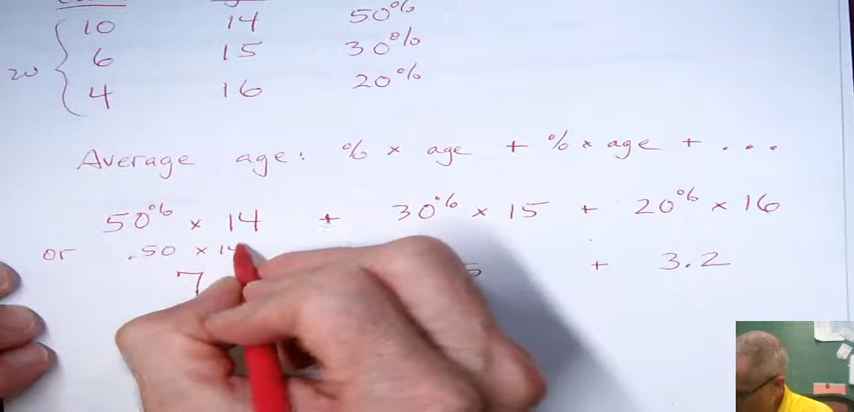 10 14 50%
20 6 15 30%
4 16 20%
Average age: % × age + % × age + ...
50% × 14 + 30% × 15 + 20% × 16
or .50 × 14
7 + 3.2